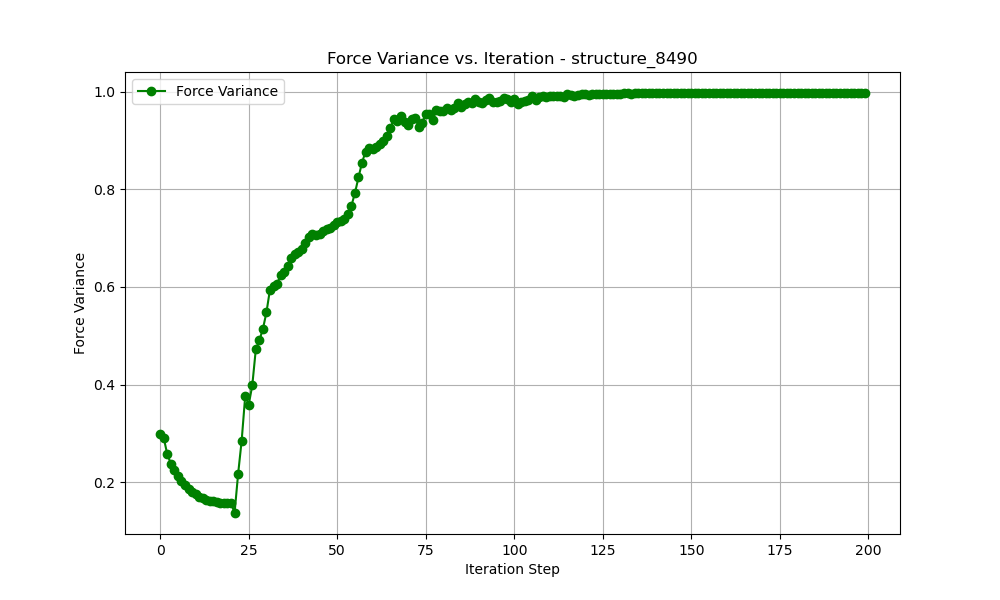 Force Variance vs. Iteration - structure_8490
Force Variance
1.0
0.8
0.6
0.4
0.2
Force Variance
0 25 50 75 100 125 150 175 200
Iteration Step